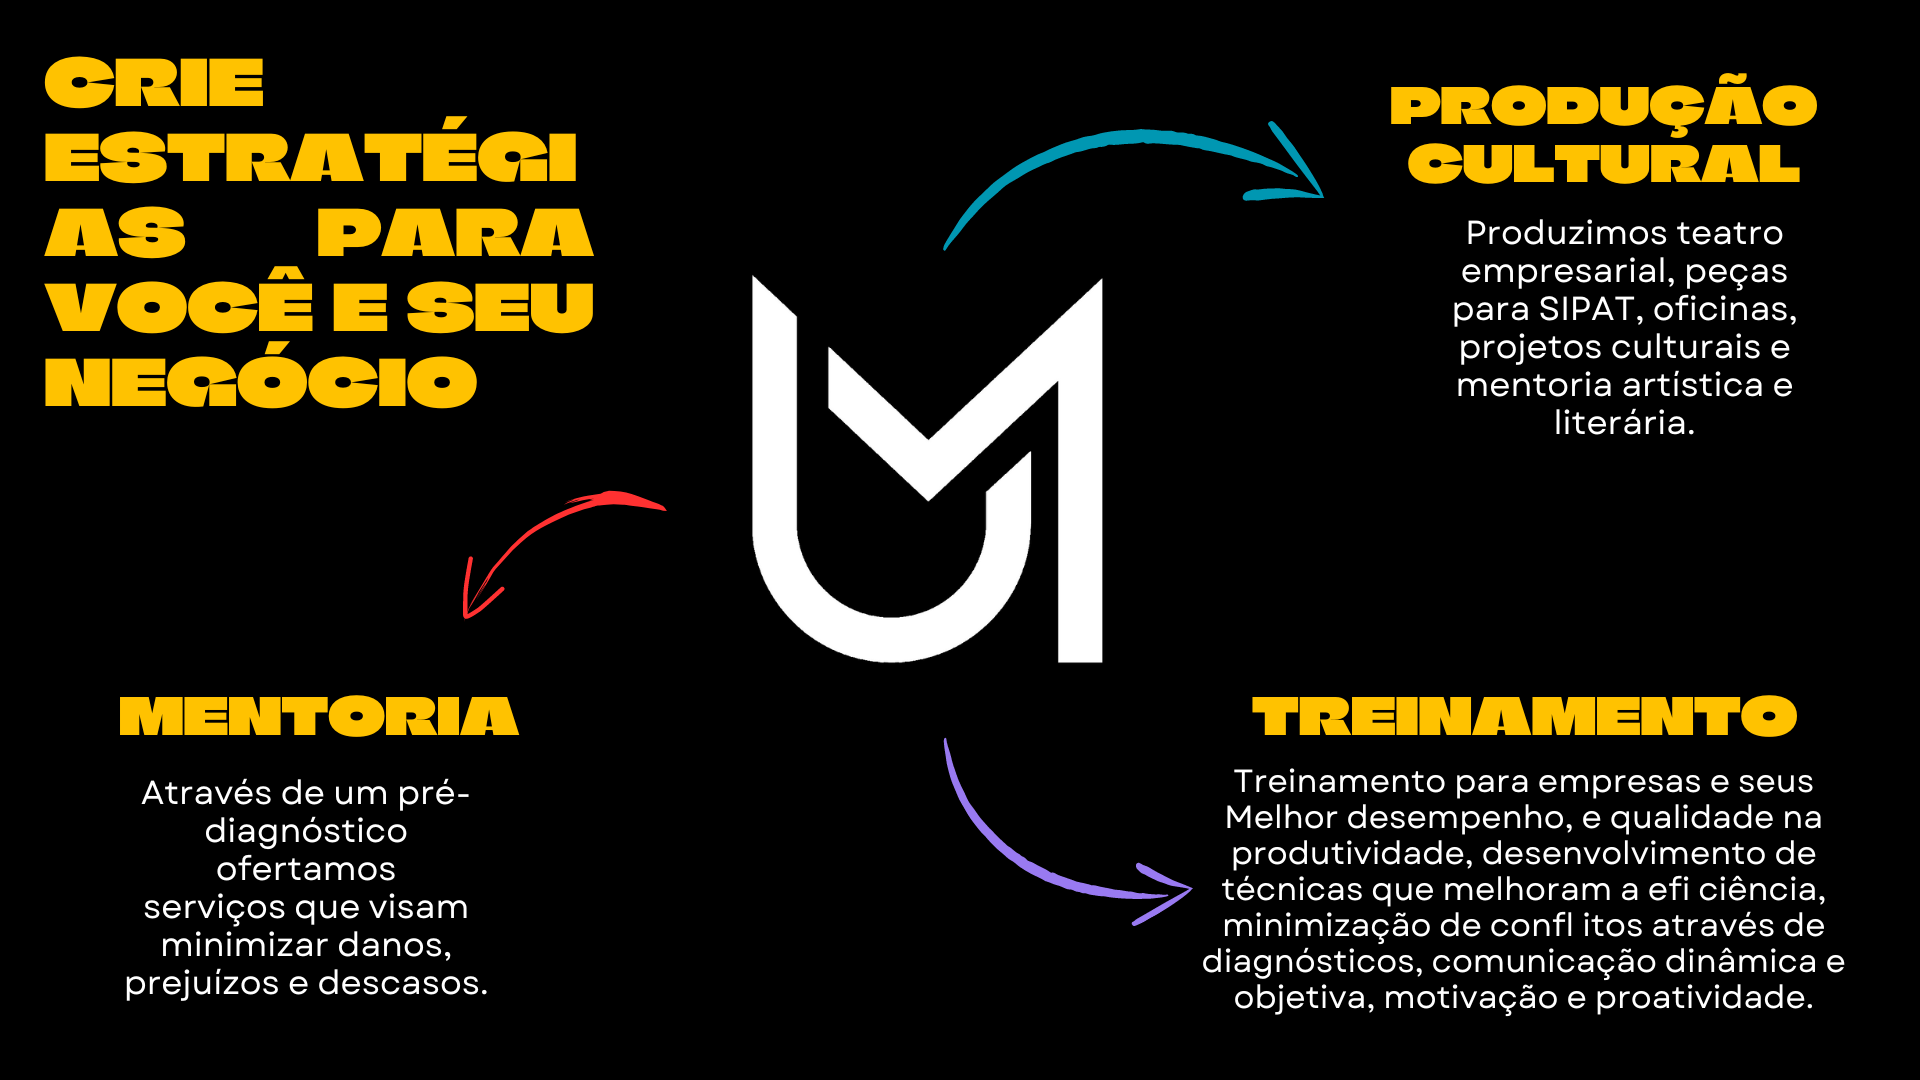 CRIE
ESTRATÉGI
AS PARA
VOCÊ E SEU
NEGÓCIO
PRODUÇÃO
CULTURAL
Produzimos teatro
empresarial, peças
para SIPAT, oficinas,
projetos culturais e
mentoria artística e
literária.
MENTORIA
Através de um pré-
diagnóstico
ofertamos
serviços que visam
minimizar danos,
prejuízos e descasos.
TREINAMENTO
Treinamento para empresas e seus
Melhor desempenho, e qualidade na
produtividade, desenvolvimento de
técnicas que melhoram a efi ciência,
minimização de confl itos através de
diagnósticos, comunicação dinâmica e
objetiva, motivação e proatividade.